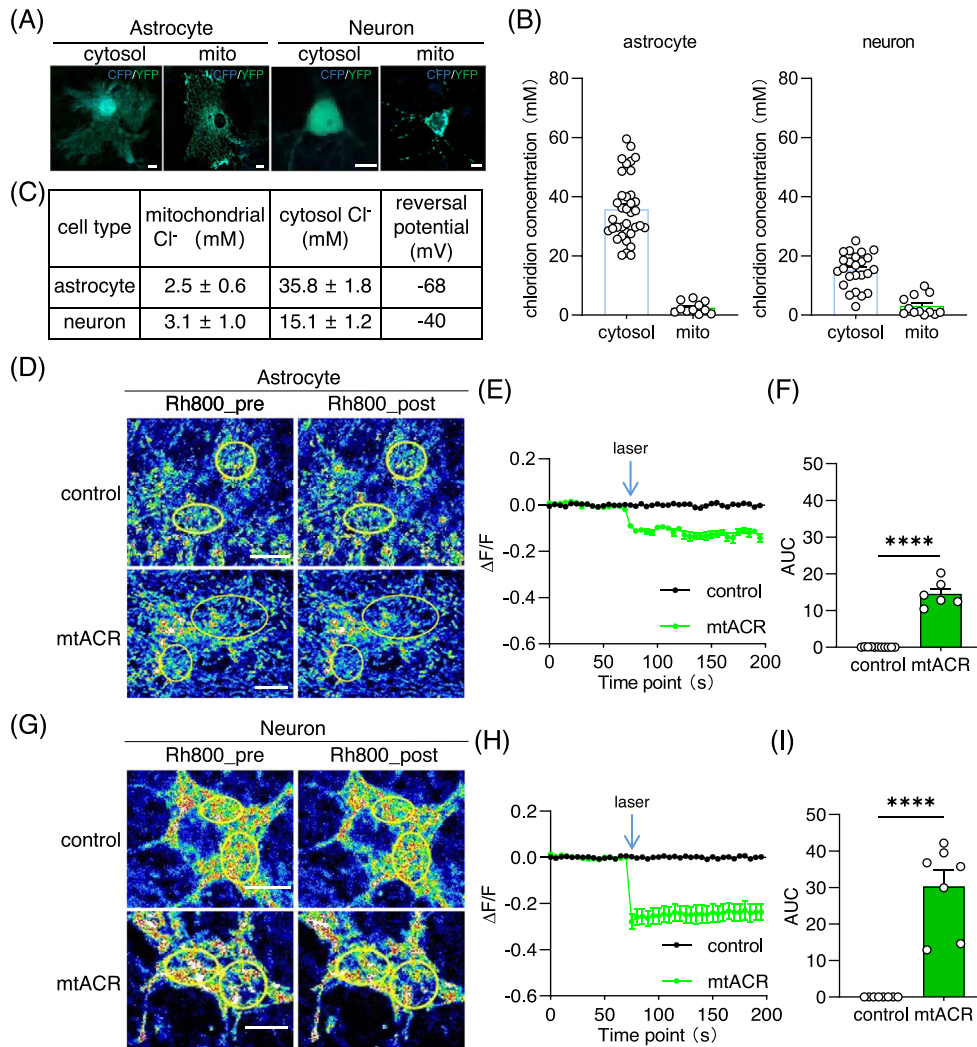 (A)
Astrocyte Neuron
cytosol mito cytosol mito
CFP/YFP CFP/YFP CFP/YFP CFP/YFP
(B)
astrocyte neuron
chloridion concentration (mM)
80
60
40
20
0
cytosol mito
chloridion concentration (mM)
80
60
40
20
0
cytosol mito
(C)
cell type mitochondrial Cl- (mM) cytosol Cl- (mM) reversal potential (mV)
astrocyte 2.5 ± 0.6 35.8 ± 1.8 -68
neuron 3.1 ± 1.0 15.1 ± 1.2 -40
(D)
Astrocyte
Rh800_pre Rh800_post
control
mtACR
(E)
laser
ΔF/F
0.2
0.0
-0.2
-0.4
-0.6
control
mtACR
0 50 100 150 200
Time point (s)
(F)
AUC
50
40
30
20
10
0
****
control mtACR
(G)
Neuron
Rh800_pre Rh800_post
control
mtACR
(H)
laser
ΔF/F
0.2
0.0
-0.2
-0.4
-0.6
control
mtACR
0 50 100 150 200
Time point (s)
(I)
AUC
50
40
30
20
10
0
****
control mtACR